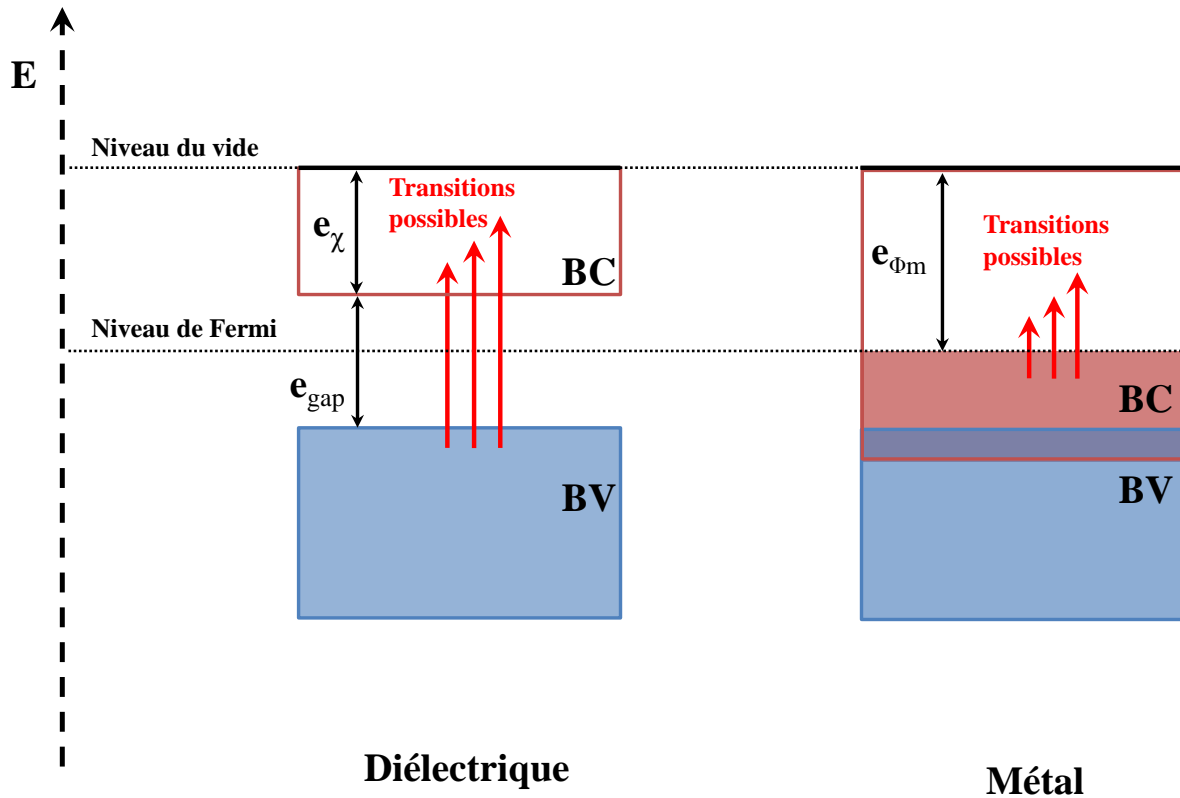 E
Niveau du vide
Transitions
possibles
eχ
BC
Niveau de Fermi
egap
BV
Diélectrique
Transitions
possibles
eΦm
BC
BV
Métal